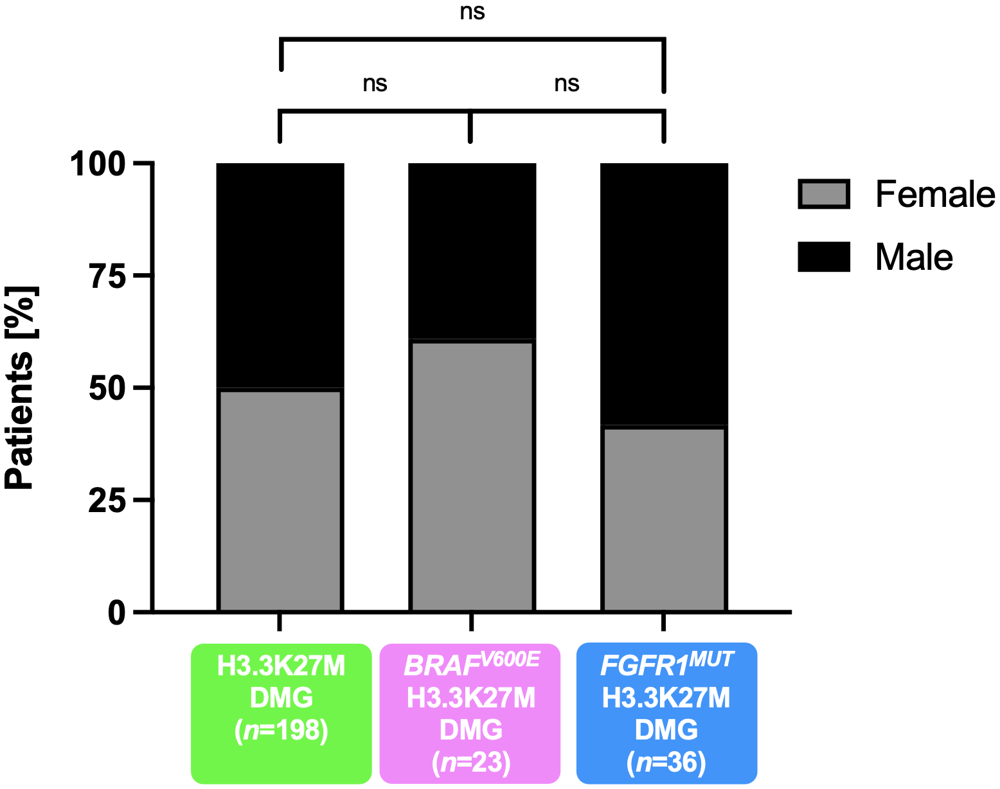 ns
ns
ns
100
75
50
25
0
Patients [%]
Female
Male
H3.3K27M
DMG
(n=198)
BRAFV600E
H3.3K27M
DMG
(n=23)
FGFR1MUT
H3.3K27M
DMG
(n=36)